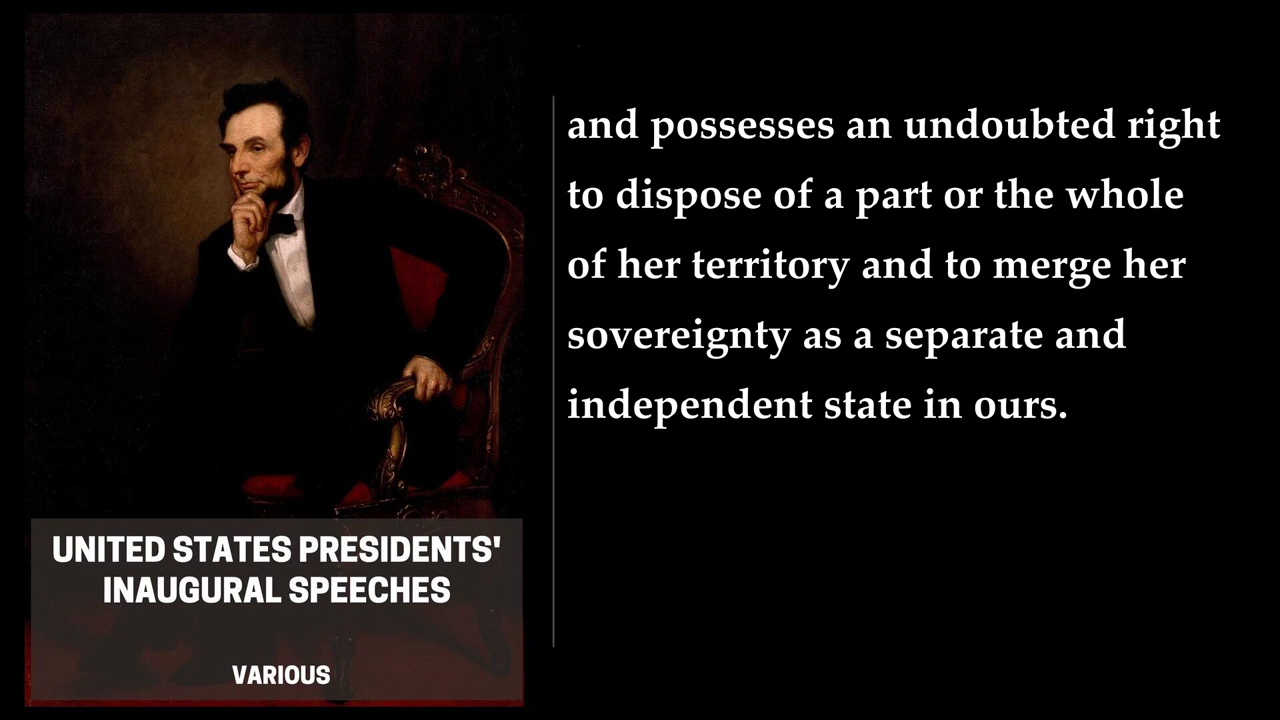 and possesses an undoubted right
to dispose of a part or the whole
of her territory and to merge her
sovereignty as a separate and
independent state in ours.
UNITED STATES PRESIDENTS'
INAUGURAL SPEECHES
VARIOUS